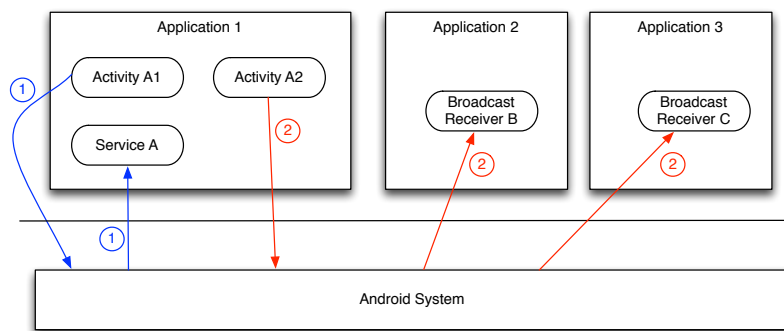 Application 1
Application 2
Application 3
Activity A1
Activity A2
1
Broadcast
Receiver B
Broadcast
Receiver C
2
Service A
2
2
1
Android System